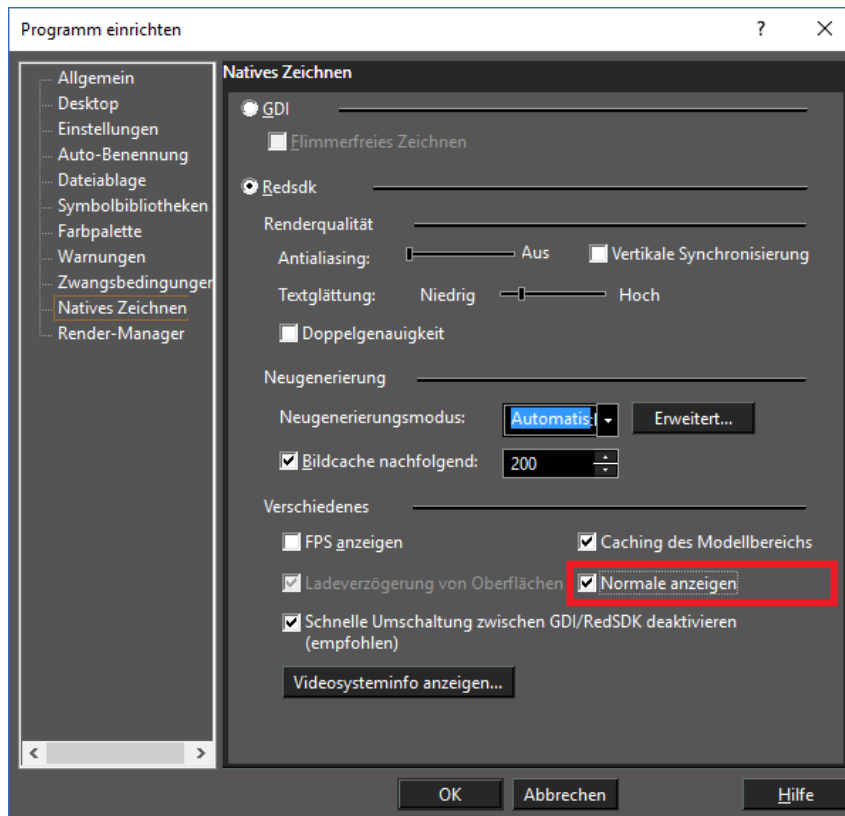 Programm einrichten
Allgemein
Desktop
Einstellungen
Auto-Benennung
Dateiablage
Symbolbibliotheken
Farbpalette
Warnungen
Zwangsbedingunger
Natives Zeichnen
Render-Manager
Natives Zeichnen
GDI
Flimmerfreies Zeichnen
Redsdk
Renderqualität
Antialiasing: Aus Vertikale Synchronisierung
Textglättung: Niedrig Hoch
Doppelgenauigkeit
Neugenerierung
Neugenerierungsmodus: Automatisc Erweitert...
Bildcache nachfolgend: 200
Verschiedenes
FPS anzeigen Caching des Modellbereichs
Ladeverzögerung von Oberflächen Normale anzeigen
Schnelle Umschaltung zwischen GDI/RedSDK deaktivieren
(empfohlen)
Videosysteminfo anzeigen...
OK Abbrechen Hilfe